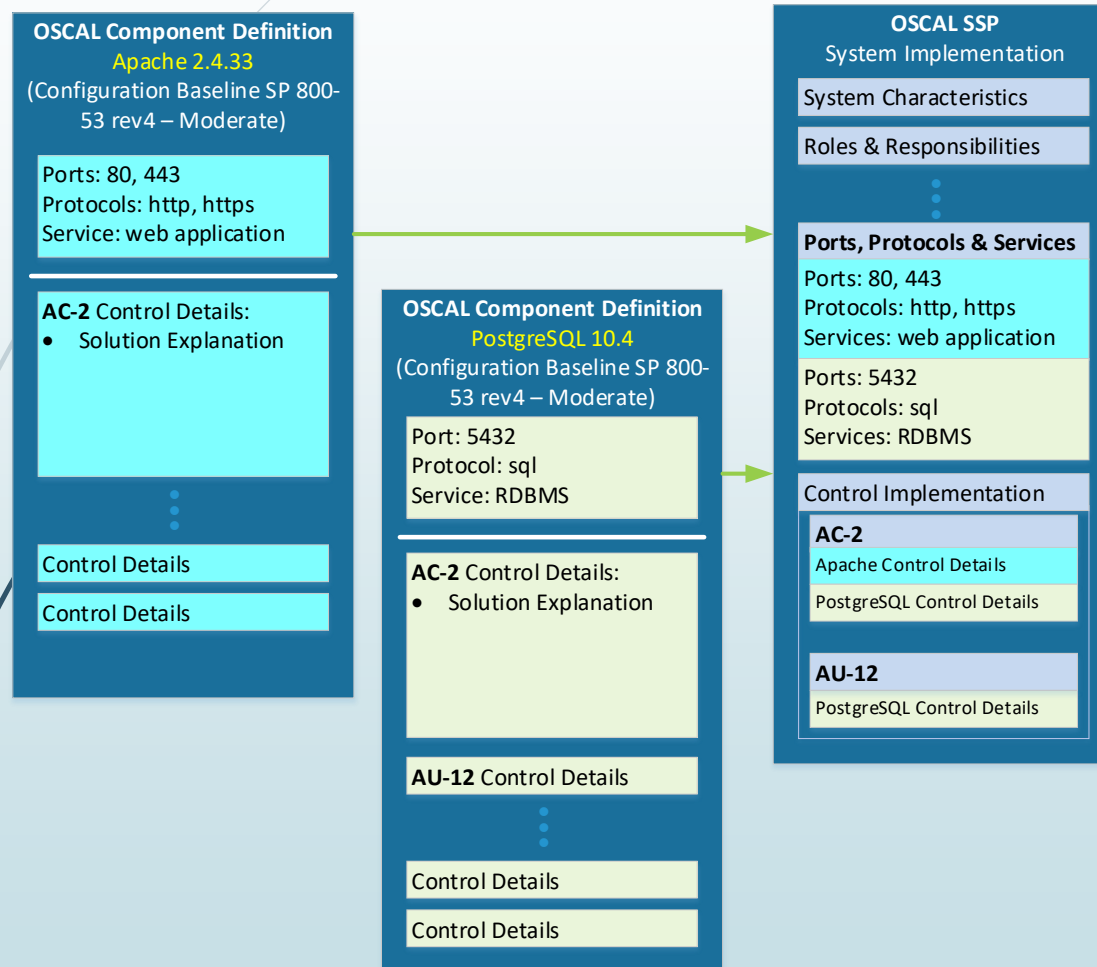 OSCAL Component Definition
Apache 2.4.33
(Configuration Baseline SP 800-
53 rev4 – Moderate)
Ports: 80, 443
Protocols: http, https
Service: web application
AC-2 Control Details:
• Solution Explanation
Control Details
Control Details
OSCAL Component Definition
PostgreSQL 10.4
(Configuration Baseline SP 800-
53 rev4 – Moderate)
Port: 5432
Protocol: sql
Service: RDBMS
AC-2 Control Details:
• Solution Explanation
AU-12 Control Details
Control Details
Control Details
OSCAL SSP
System Implementation
System Characteristics
Roles & Responsibilities
Ports, Protocols & Services
Ports: 80, 443
Protocols: http, https
Services: web application
Ports: 5432
Protocols: sql
Services: RDBMS
Control Implementation
AC-2
Apache Control Details
PostgreSQL Control Details
AU-12
PostgreSQL Control Details